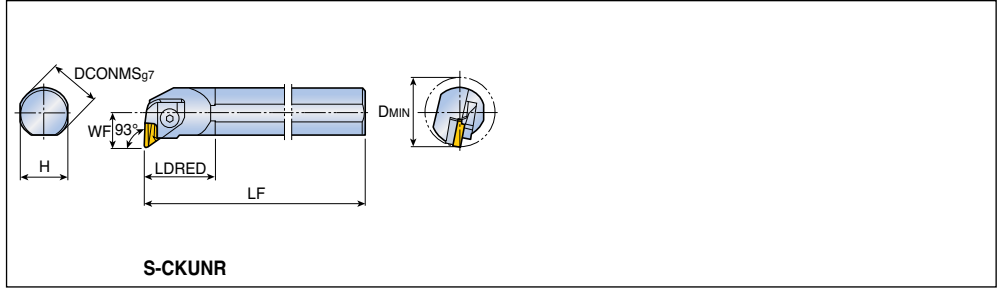 DCONMSg7
DMIN
WF
93°
LDRED
H
LF
S-CKUNR